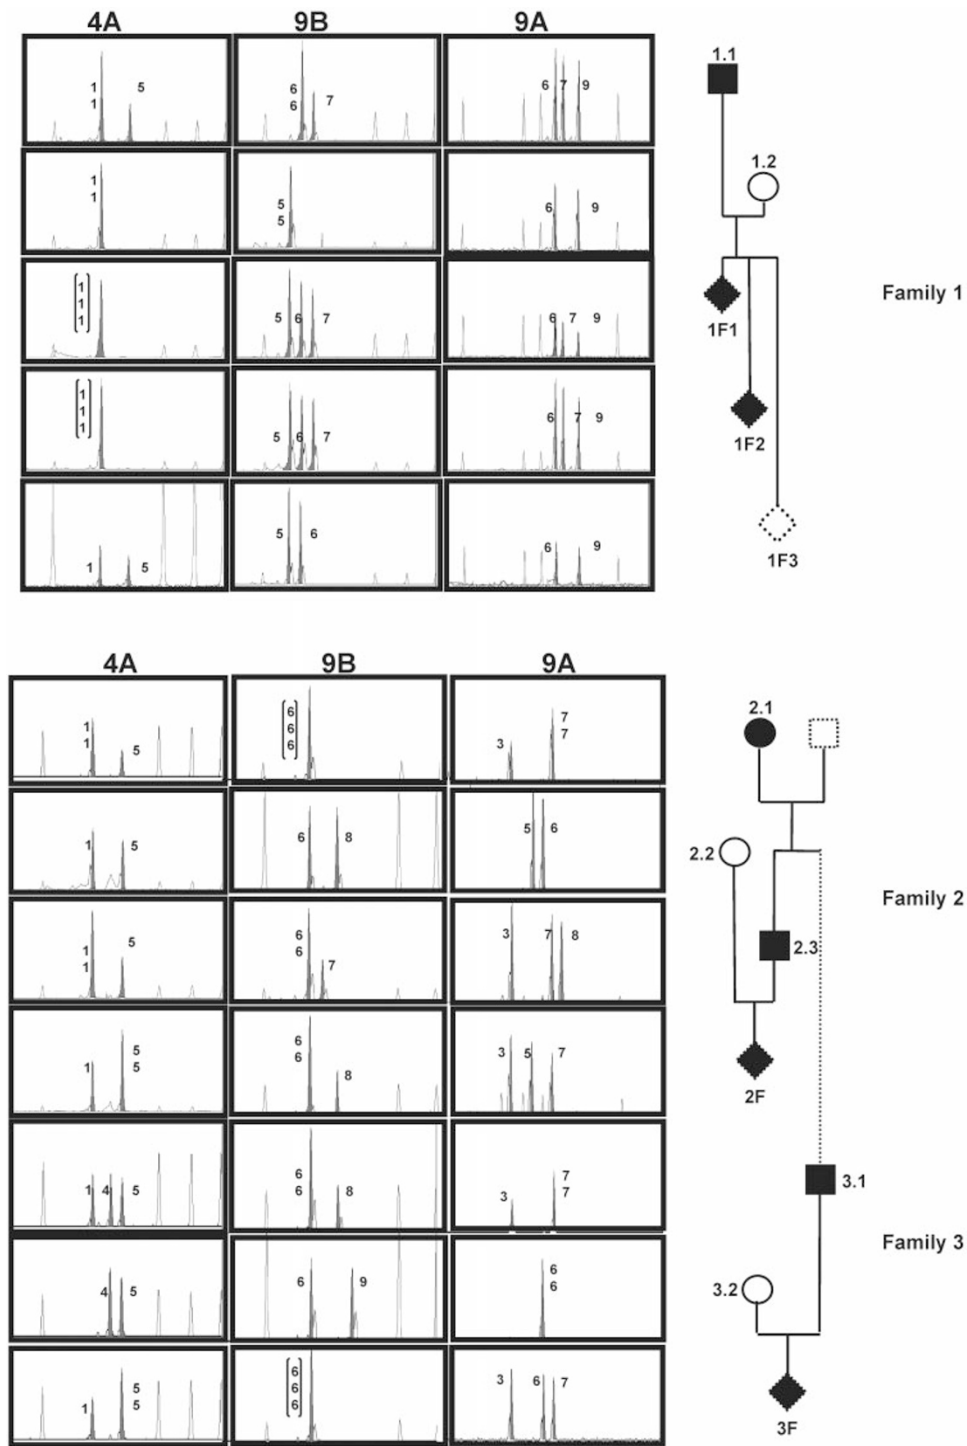 4A 9B 9A
1 5 6 7 6 7 9 1.1
1 6
1 5 6 9 1.2
1 5
1 5 6 7 6 7 9 Family 1
1
1 1F1
1 5 6 7 6 7 9
1
1 1F2
1 5 5 6 6 9 1F3
4A 9B 9A
1 5 6 3 7 2.1
1 6 7
6
1 5 6 8 5 6 2.2
Family 2
1 5 6 7 3 7 8 2.3
1 6
1 5 6 8 3 5 7
5 6 2F
1 4 5 6 8 3 7 3.1
6 7
Family 3
4 5 6 9 6 3.2
6
1 5 6 3 6 7
5 6
6 3F